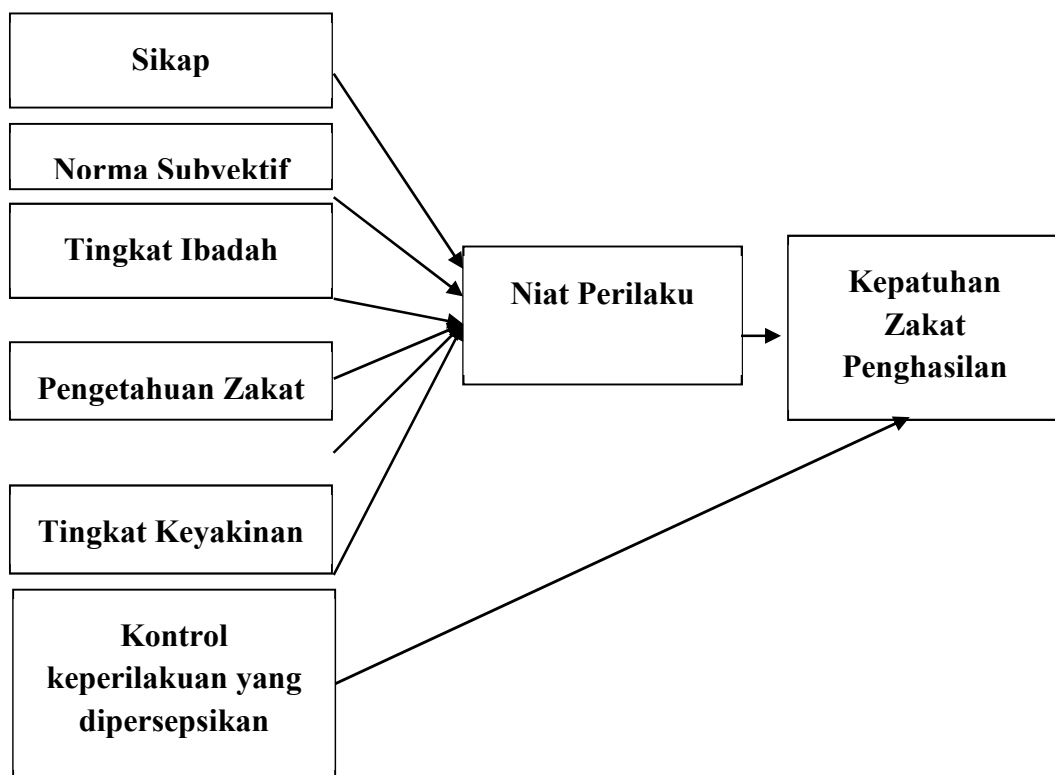 Sikap
Norma Subyektif
Tingkat Ibadah
Niat Perilaku
Kepatuhan
Zakat
Penghasilan
Pengetahuan Zakat
Tingkat Keyakinan
Kontrol
keperilakuan yang
dipersepsikan